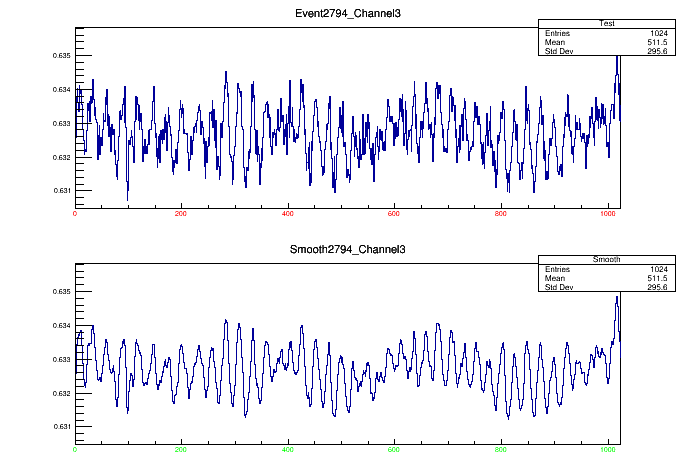 Event2794_Channel3
Test
Entries 1024
Mean 511.5
Std Dev 295.6
0.635
0.634
0.633
0.632
0.631
0 200 400 600 800 1000
Smooth2794_Channel3
Smooth
Entries 1024
Mean 511.5
Std Dev 295.6
0.635
0.634
0.633
0.632
0.631
0 200 400 600 800 1000